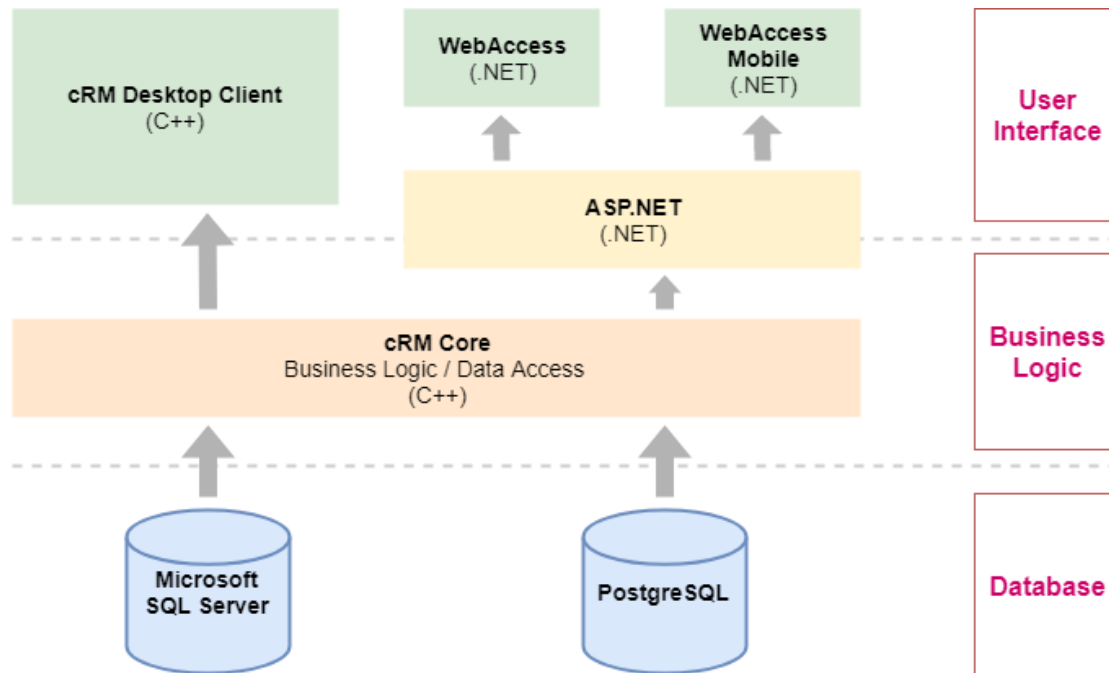 cRM Desktop Client
(C++)
WebAccess
(.NET)
WebAccess
Mobile
(.NET)
User
Interface
ASP.NET
(.NET)
cRM Core
Business Logic / Data Access
(C++)
Business
Logic
Microsoft
SQL Server
PostgreSQL
Database